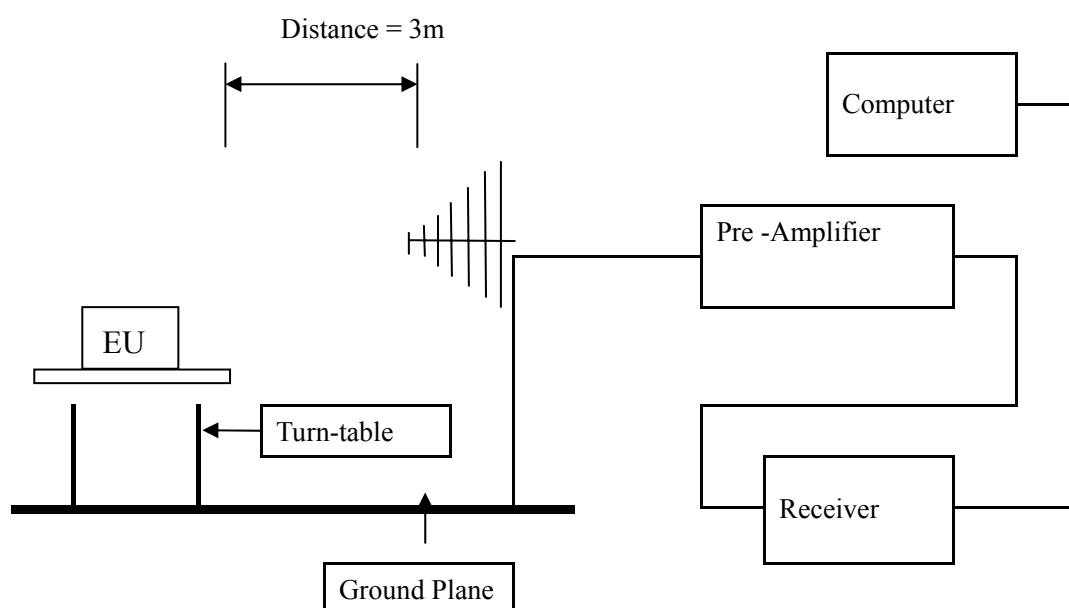 Distance = 3m
Computer
Pre -Amplifier
EU
Turn-table
Receiver
Ground Plane